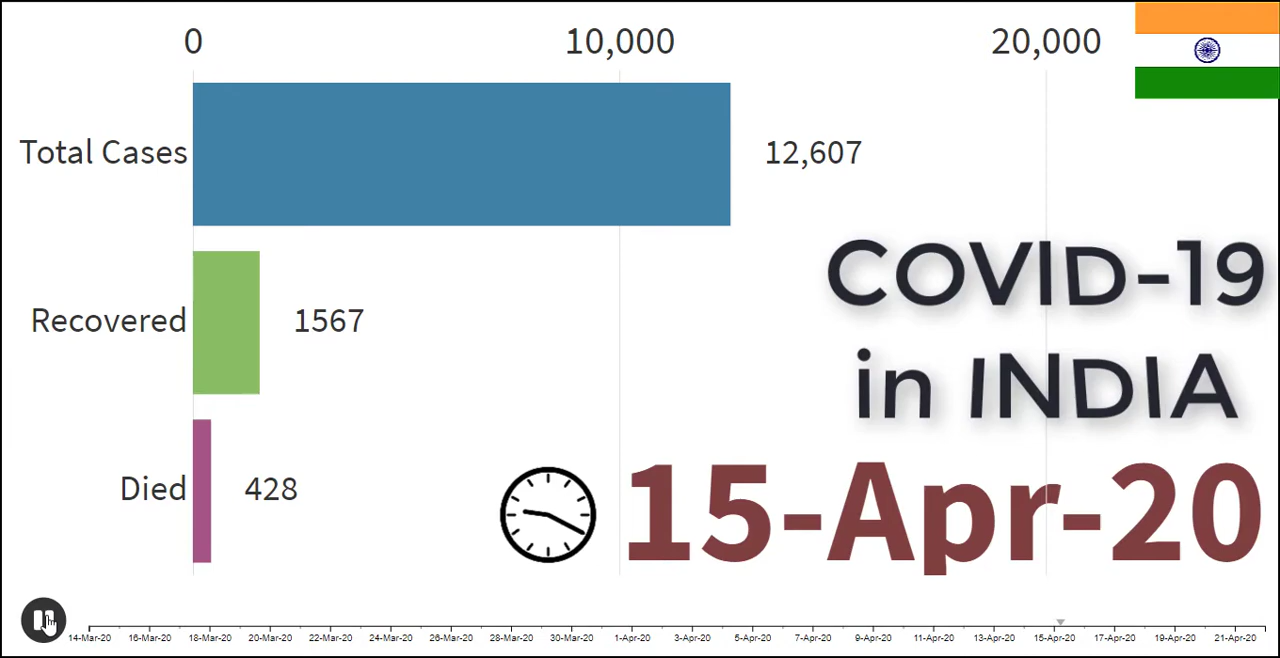 0 10,000 20,000
Total Cases 12,607
Recovered 1567
COVID-19
in INDIA
Died 428
15-Apr-20
14-Mar-20 16-Mar-20 18-Mar-20 20-Mar-20 22-Mar-20 24-Mar-20 26-Mar-20 28-Mar-20 30-Mar-20 1-Apr-20 3-Apr-20 5-Apr-20 7-Apr-20 9-Apr-20 11-Apr-20 13-Apr-20 15-Apr-20 17-Apr-20 19-Apr-20 21-Apr-20